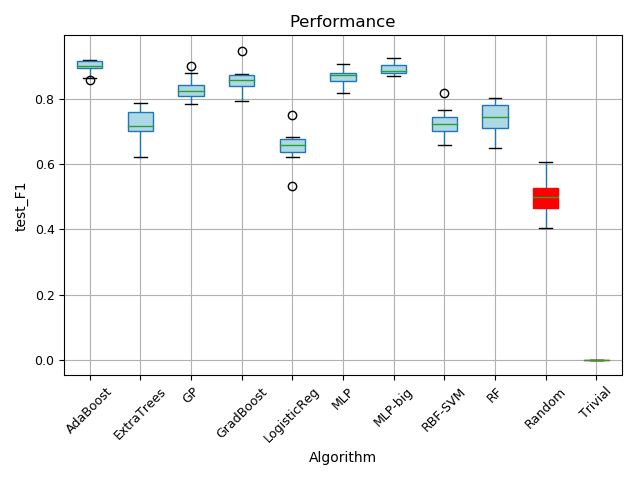 Performance
test_F1
0.8
0.6
0.4
0.2
0.0
AdaBoost
ExtraTrees
GP
GradBoost
LogisticReg
MLP
MLP-big
RBF-SVM
RF
Random
Trivial
Algorithm